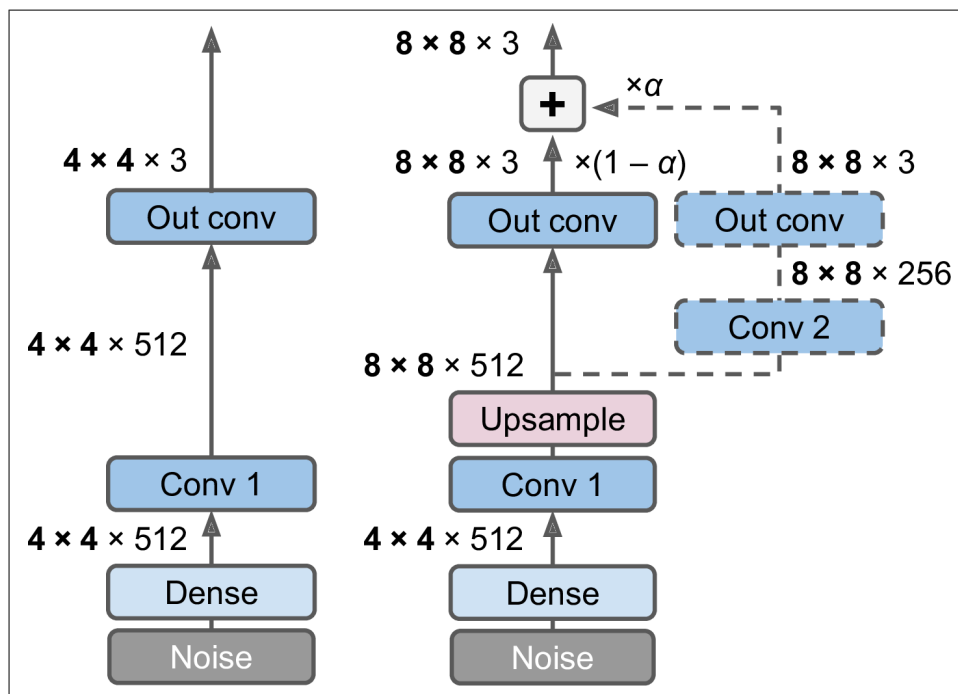 8 × 8 × 3
×α
4 × 4 × 3
8 × 8 × 3
×(1 – α)
8 × 8 × 3
Out conv
Out conv
Out conv
8 × 8 × 256
Conv 2
4 × 4 × 512
8 × 8 × 512
Upsample
Conv 1
Conv 1
4 × 4 × 512
4 × 4 × 512
Dense
Dense
Noise
Noise
+